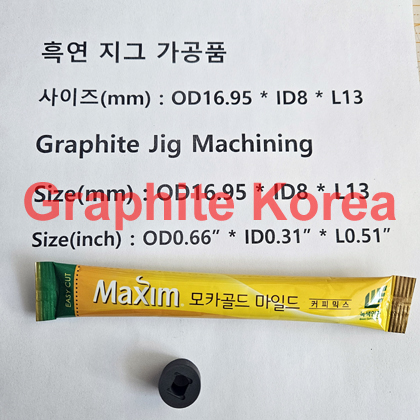 흑연 지그 가공품
사이즈(mm) : OD16.95 * ID8 * L13
Graphite Jig Machining
Size(mm) : OD16.95 * ID8 * L13
Graphite Korea
Size(inch) : OD0.66” * ID0.31” * L0.51”
EASY CUT
Maxim 모카골드 마일드
커피믹스